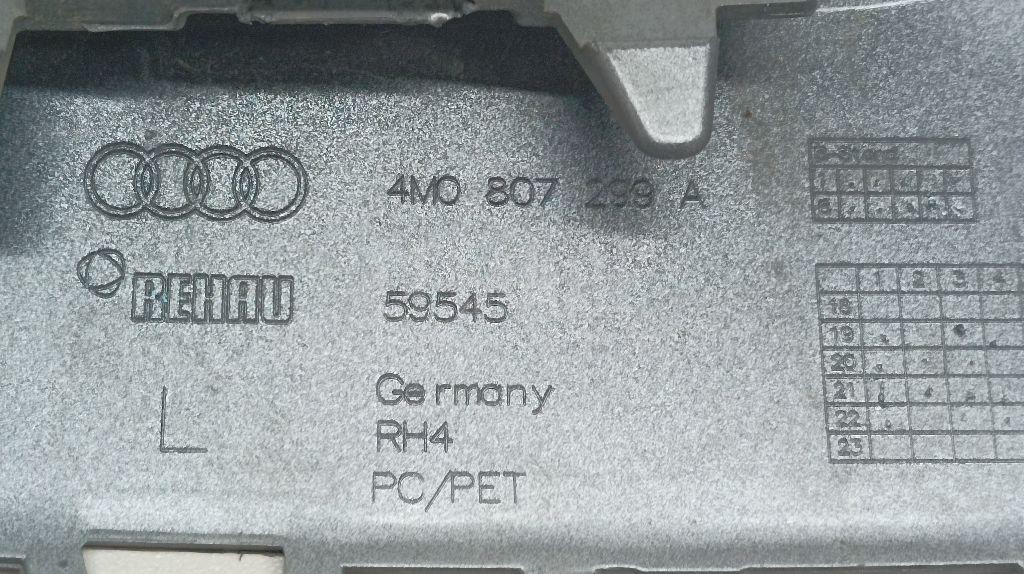 4M0 807 299 A
REHAU
59545
L
Germany
RH4
PC/PET
1 2 3 4
18
19
20
21
22
23